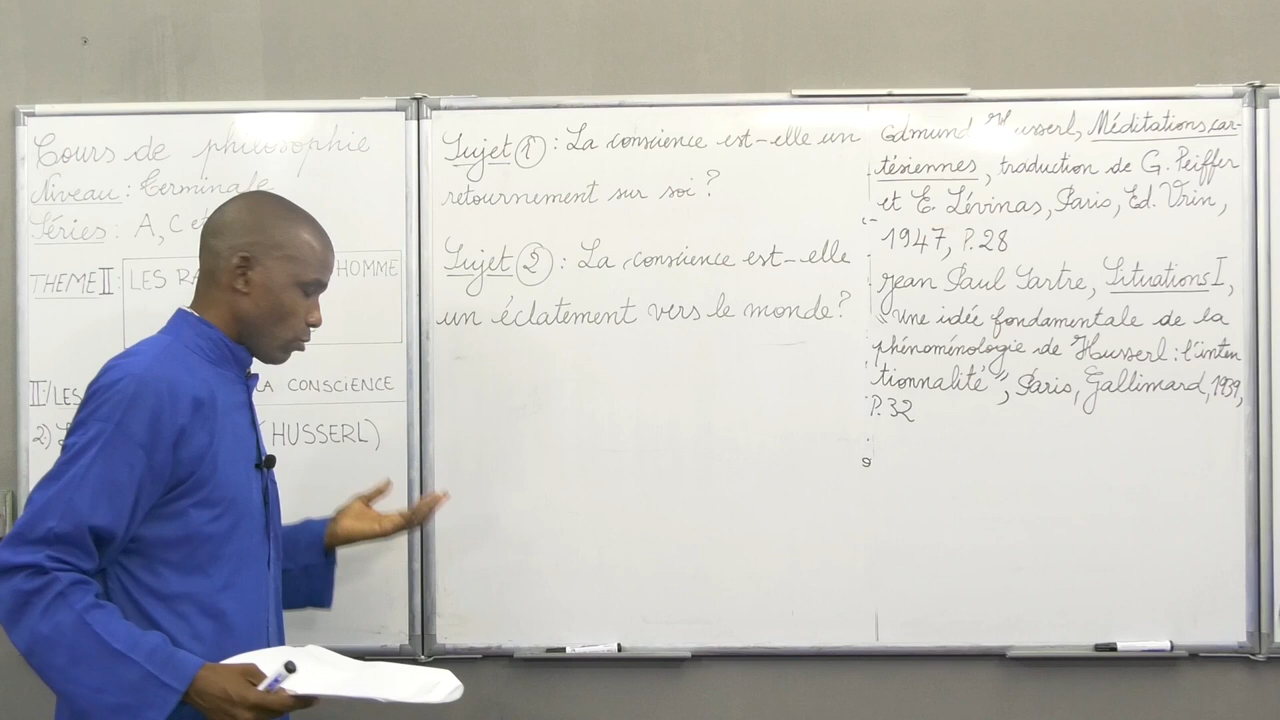 Cours de philosophie
Niveau : Terminale
Séries : A, C et
THEME II : LES RA HOMME
II-/LES LA CONSCIENCE
2.) (HUSSERL)
Sujet 1 : La conscience est-elle un
retournement sur soi ?
Sujet 2 : La conscience est-elle
un éclatement vers le monde ?
Edmund Husserl, Méditations car-
tésiennes, traduction de G. Peiffer
et E. Lévinas, Paris, Ed. Vrin,
1947, P.28
Jean Paul Sartre, Situations I,
"Une idée fondamentale de la
phénoménologie de Husserl : l'inten
tionnalité", Paris, Gallimard, 1939,
P.32